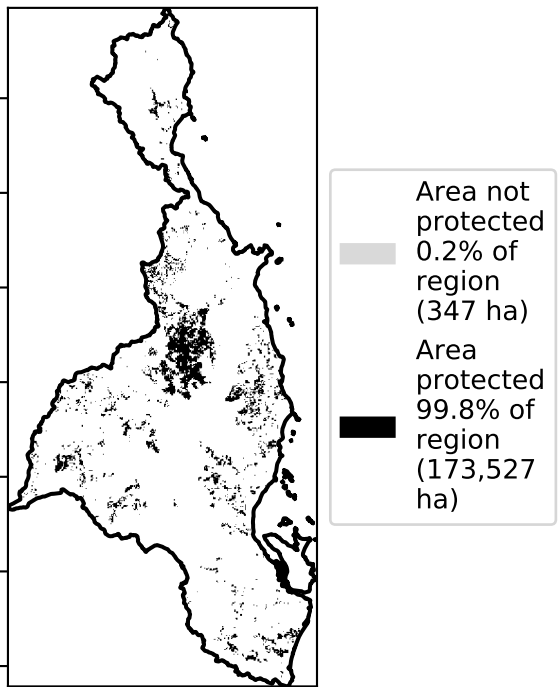 Area not
protected
0.2% of
region
(347 ha)
Area
protected
99.8% of
region
(173,527
ha)